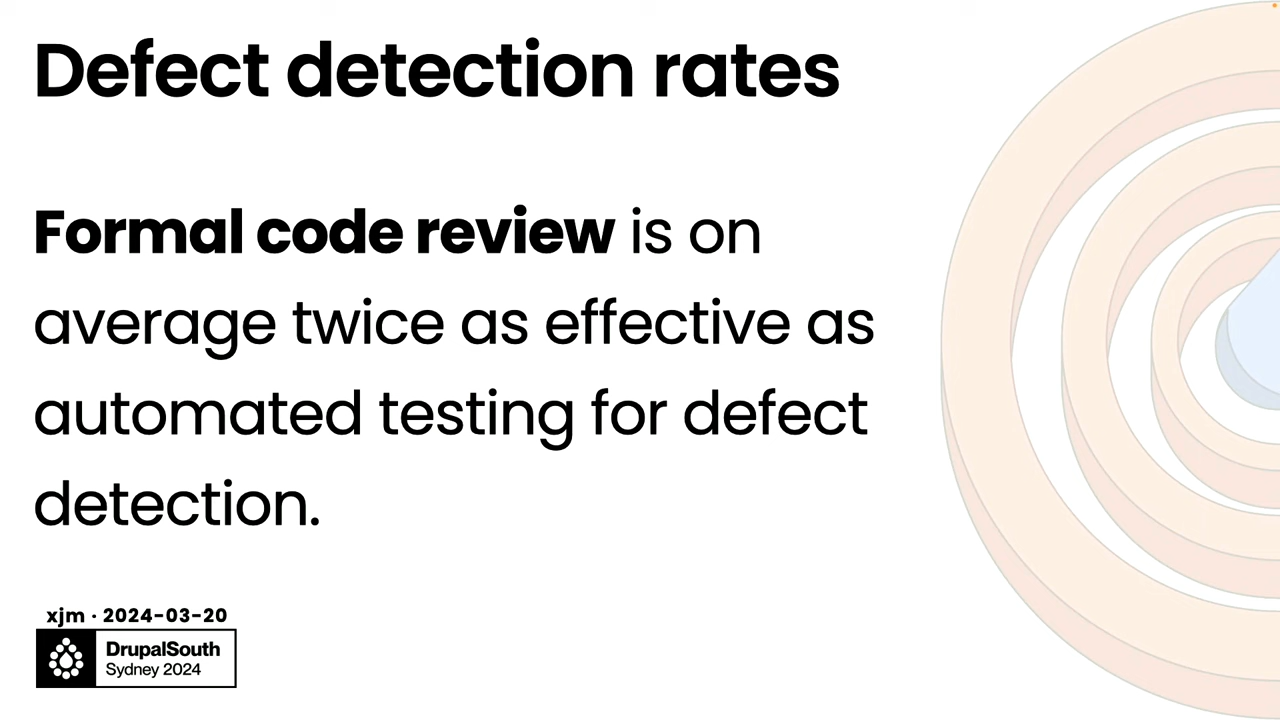 Defect detection rates
Formal code review is on
average twice as effective as
automated testing for defect
detection.
xjm · 2024-03-20
DrupalSouth
Sydney 2024